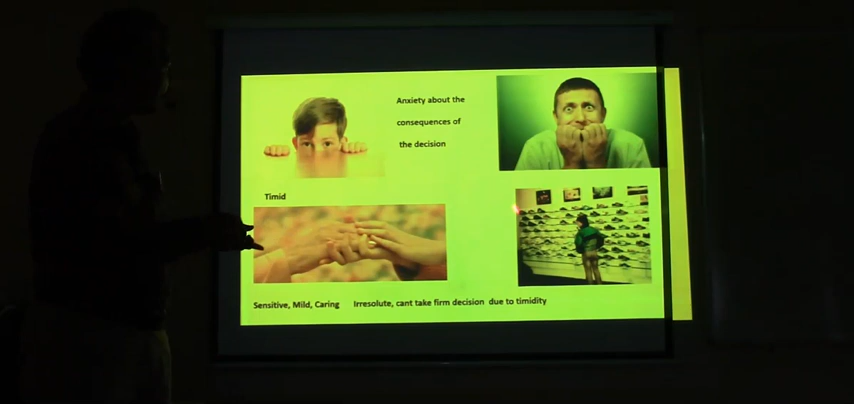 Anxiety about the
consequences of
the decision
Timid
Sensitive, Mild, Caring Irresolute, cant take firm decision due to timidity